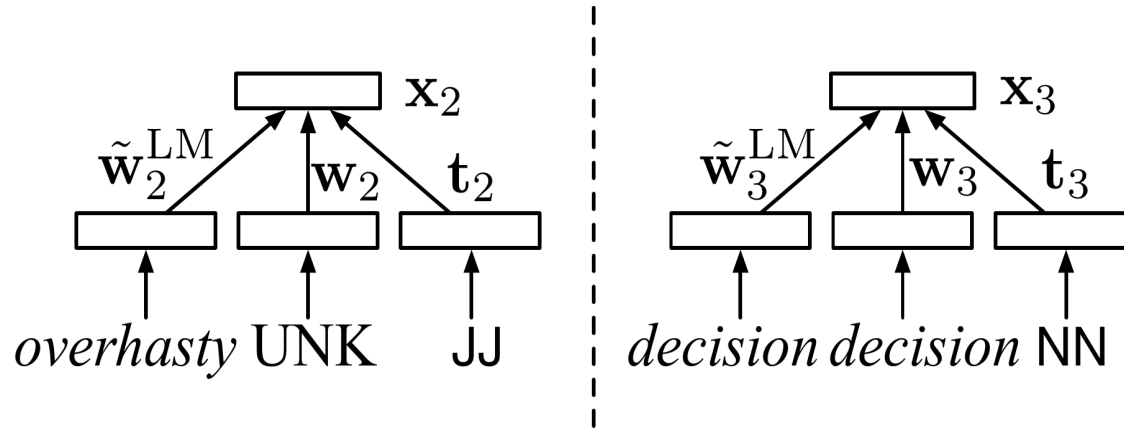 x₂
w̃₂ᴸᴹ w₂ t₂
overhasty UNK JJ
x₃
w̃₃ᴸᴹ w₃ t₃
decision decision NN